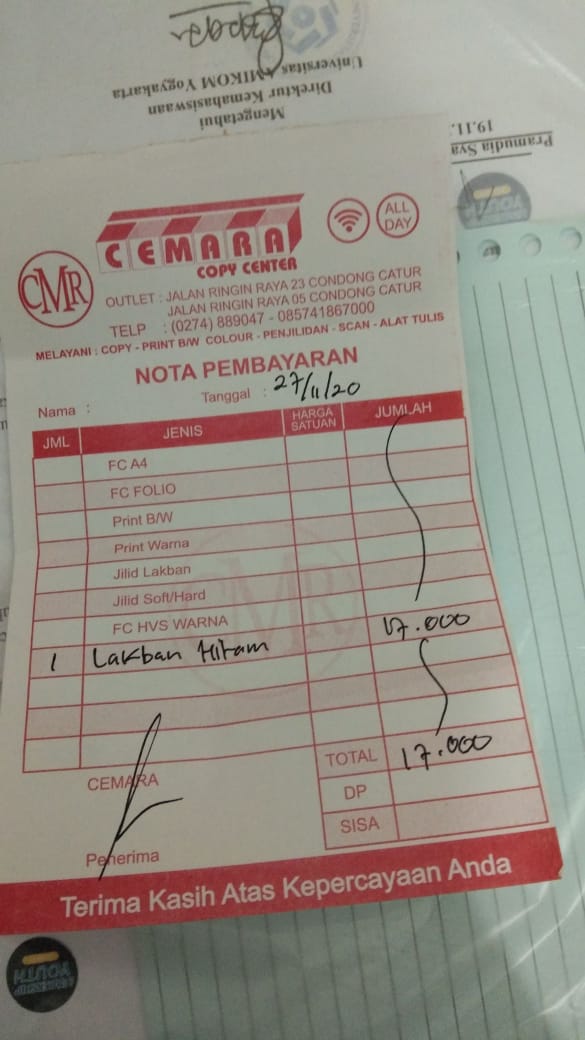 Mengetahui
Direktur Kemahasiswaan
Universitas AMIKOM Yogyakarta
Pramudia Sya
19.11.
CEMARA
COPY CENTER
CMR
ALL
DAY
OUTLET : JALAN RINGIN RAYA 23 CONDONG CATUR
JALAN RINGIN RAYA 05 CONDONG CATUR
TELP : (0274) 889047 - 085741867000
MELAYANI : COPY - PRINT B/W COLOUR - PENJILIDAN - SCAN - ALAT TULIS
NOTA PEMBAYARAN
Nama :
Tanggal : 27/11/20
JML JENIS HARGA SATUAN JUMLAH
FC A4
FC FOLIO
Print B/W
Print Warna
Jilid Lakban
Jilid Soft/Hard
FC HVS WARNA
1 Lakban Hitam 17.000
CMR
TOTAL 17.000
DP
SISA
CEMARA
Penerima
Terima Kasih Atas Kepercayaan Anda
YOUTH